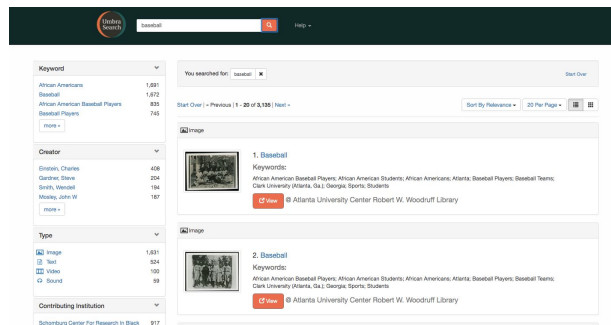 Umbra
Search
baseball
Help
Keyword
African Americans 1,691
Baseball 1,672
African American Baseball Players 835
Baseball Players 745
more »
Creator
Einstein, Charles 408
Gardner, Steve 204
Smith, Wendell 194
Mosley, John W 187
more »
Type
Image 1,631
Text 524
Video 100
Sound 59
Contributing Institution
Schomburg Center For Research In Black 917
You searched for: baseball ✖ Start Over
Start Over | « Previous | 1 - 20 of 3,135 | Next » Sort By Relevance 20 Per Page
Image
1. Baseball
Keywords:
African American Baseball Players; African American Students; African Americans; Atlanta; Baseball Players; Baseball Teams;
Clark University (Atlanta, Ga.); Georgia; Sports; Students
View @ Atlanta University Center Robert W. Woodruff Library
Image
2. Baseball
Keywords:
African American Baseball Players; African American Students; African Americans; Atlanta; Baseball Players; Baseball Teams;
Clark University (Atlanta, Ga.); Georgia; Sports; Students
View @ Atlanta University Center Robert W. Woodruff Library